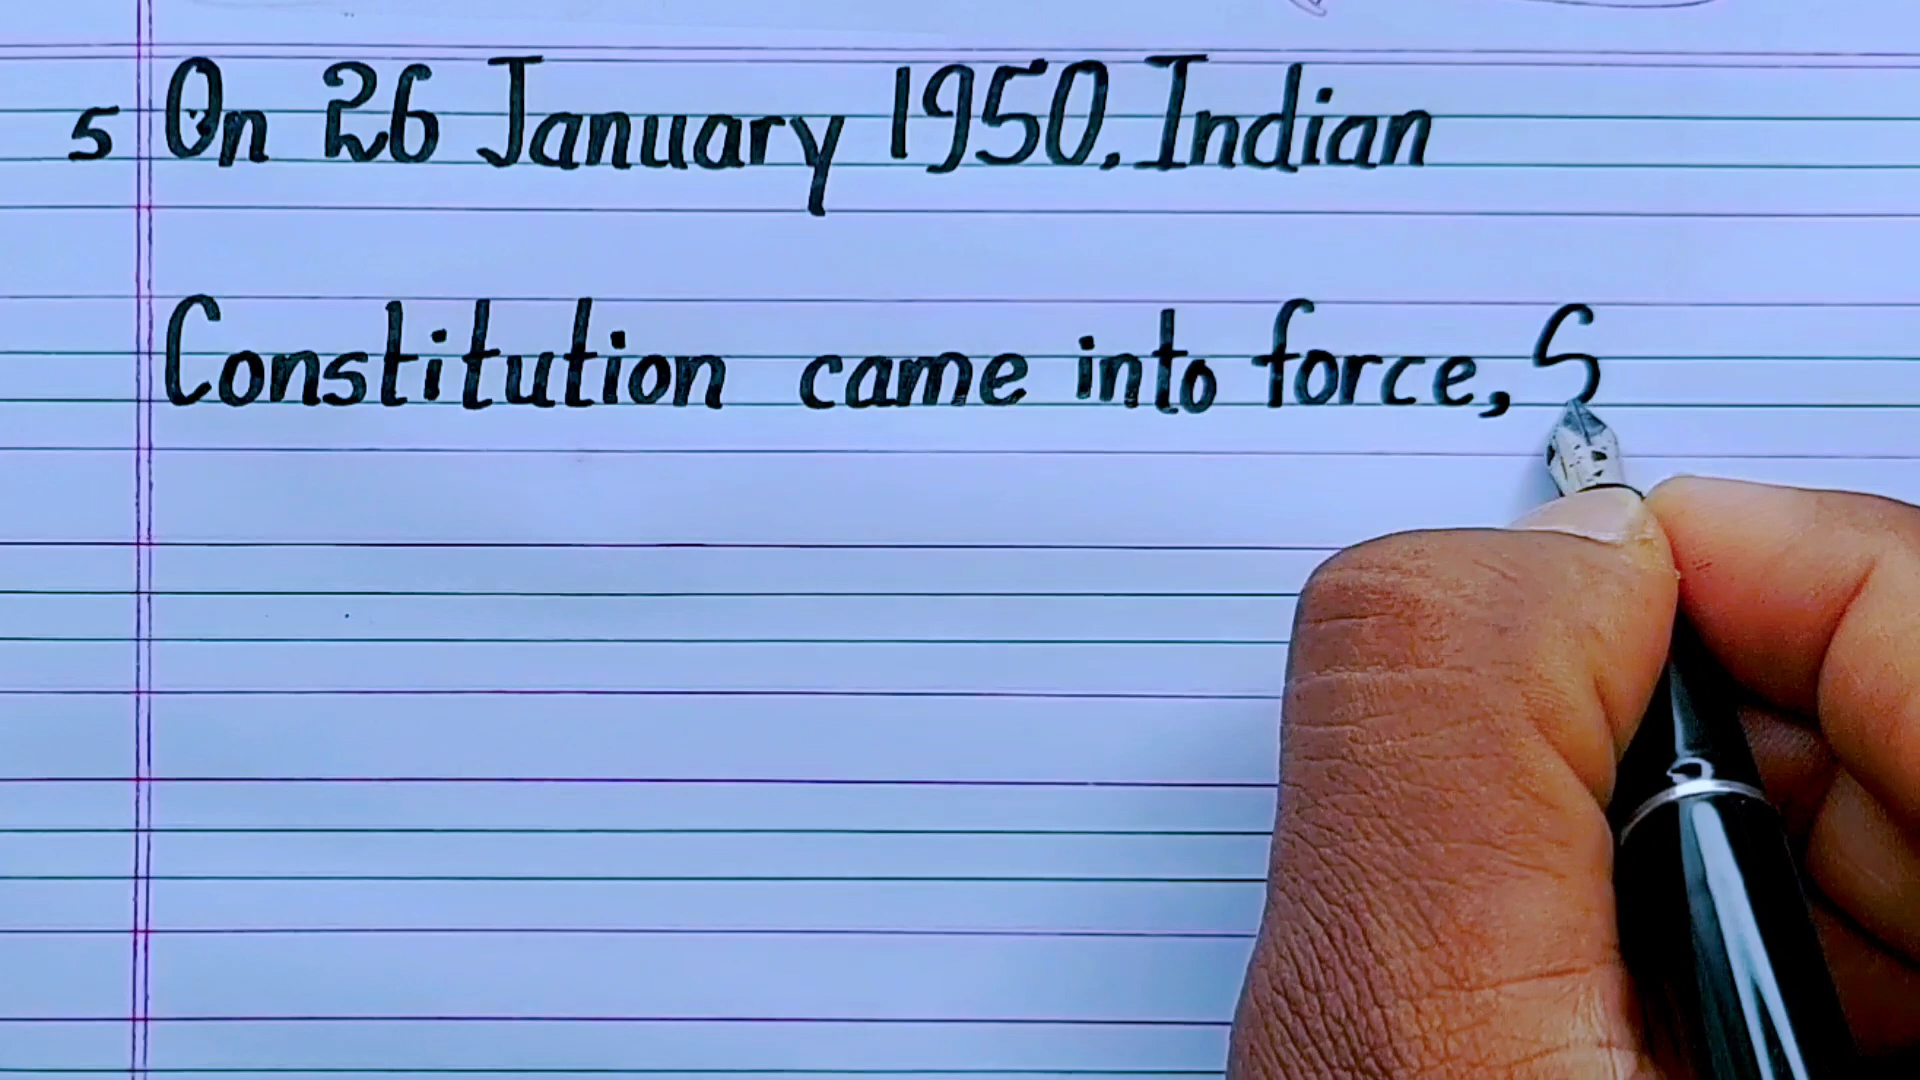 5 On 26 January 1950, Indian
Constitution came into force, S